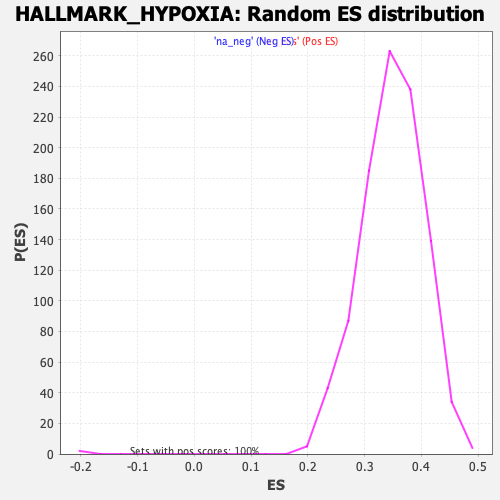 HALLMARK_HYPOXIA: Random ES distribution
'na_neg' (Neg ES) s' (Pos ES)
260
240
220
200
180
160
140
120
100
80
60
40
20
0
P(ES)
Sets with pos scores: 100%
-0.2 -0.1 0.0 0.1 0.2 0.3 0.4 0.5
ES